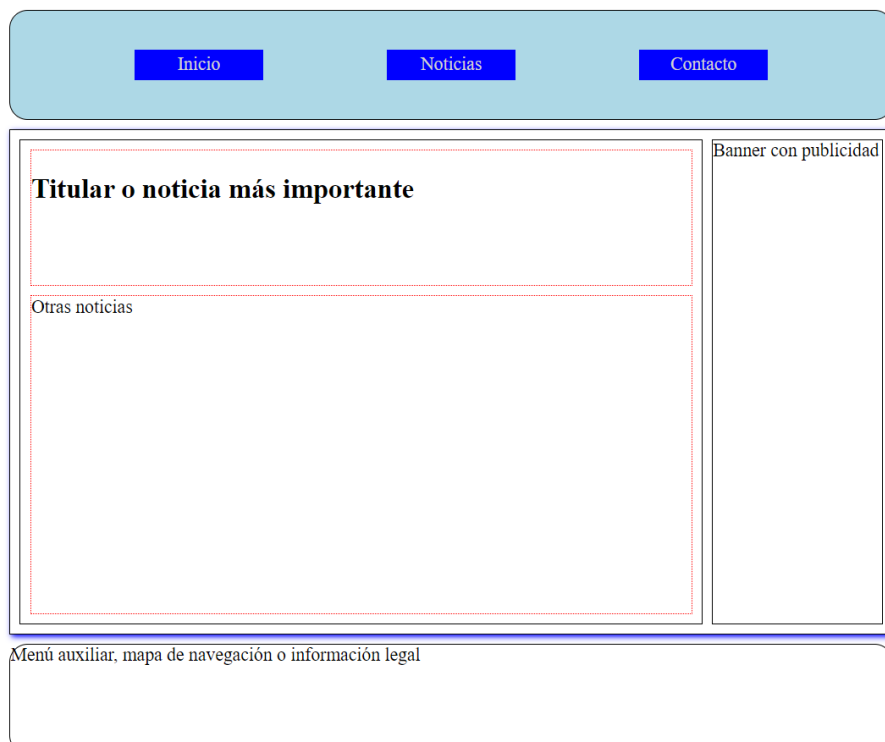 Inicio Noticias Contacto
Titular o noticia más importante
Banner con publicidad
Otras noticias
Menú auxiliar, mapa de navegación o información legal